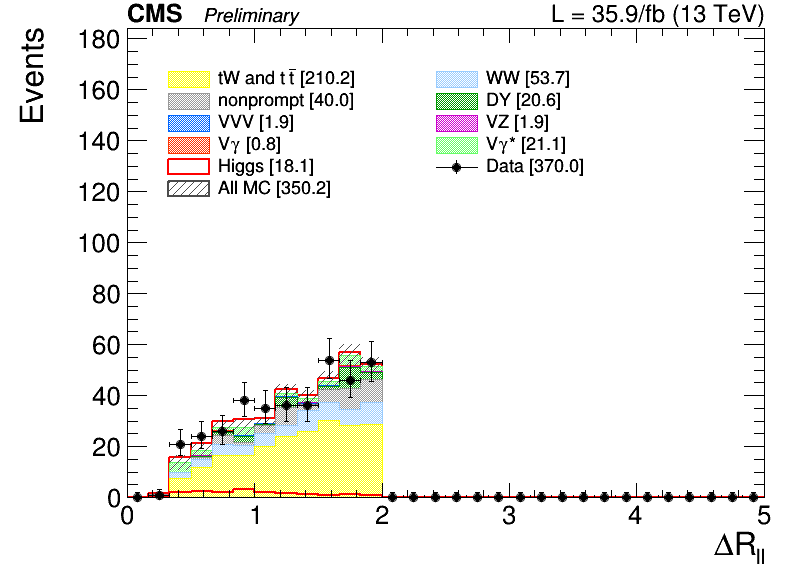 CMS Preliminary L = 35.9/fb (13 TeV)
Events
180
160
140
120
100
80
60
40
20
0
tW and t t̄ [210.2]
WW [53.7]
nonprompt [40.0]
DY [20.6]
VVV [1.9]
VZ [1.9]
Vγ [0.8]
Vγ* [21.1]
Higgs [18.1]
Data [370.0]
All MC [350.2]
0 1 2 3 4 5
ΔR_ll